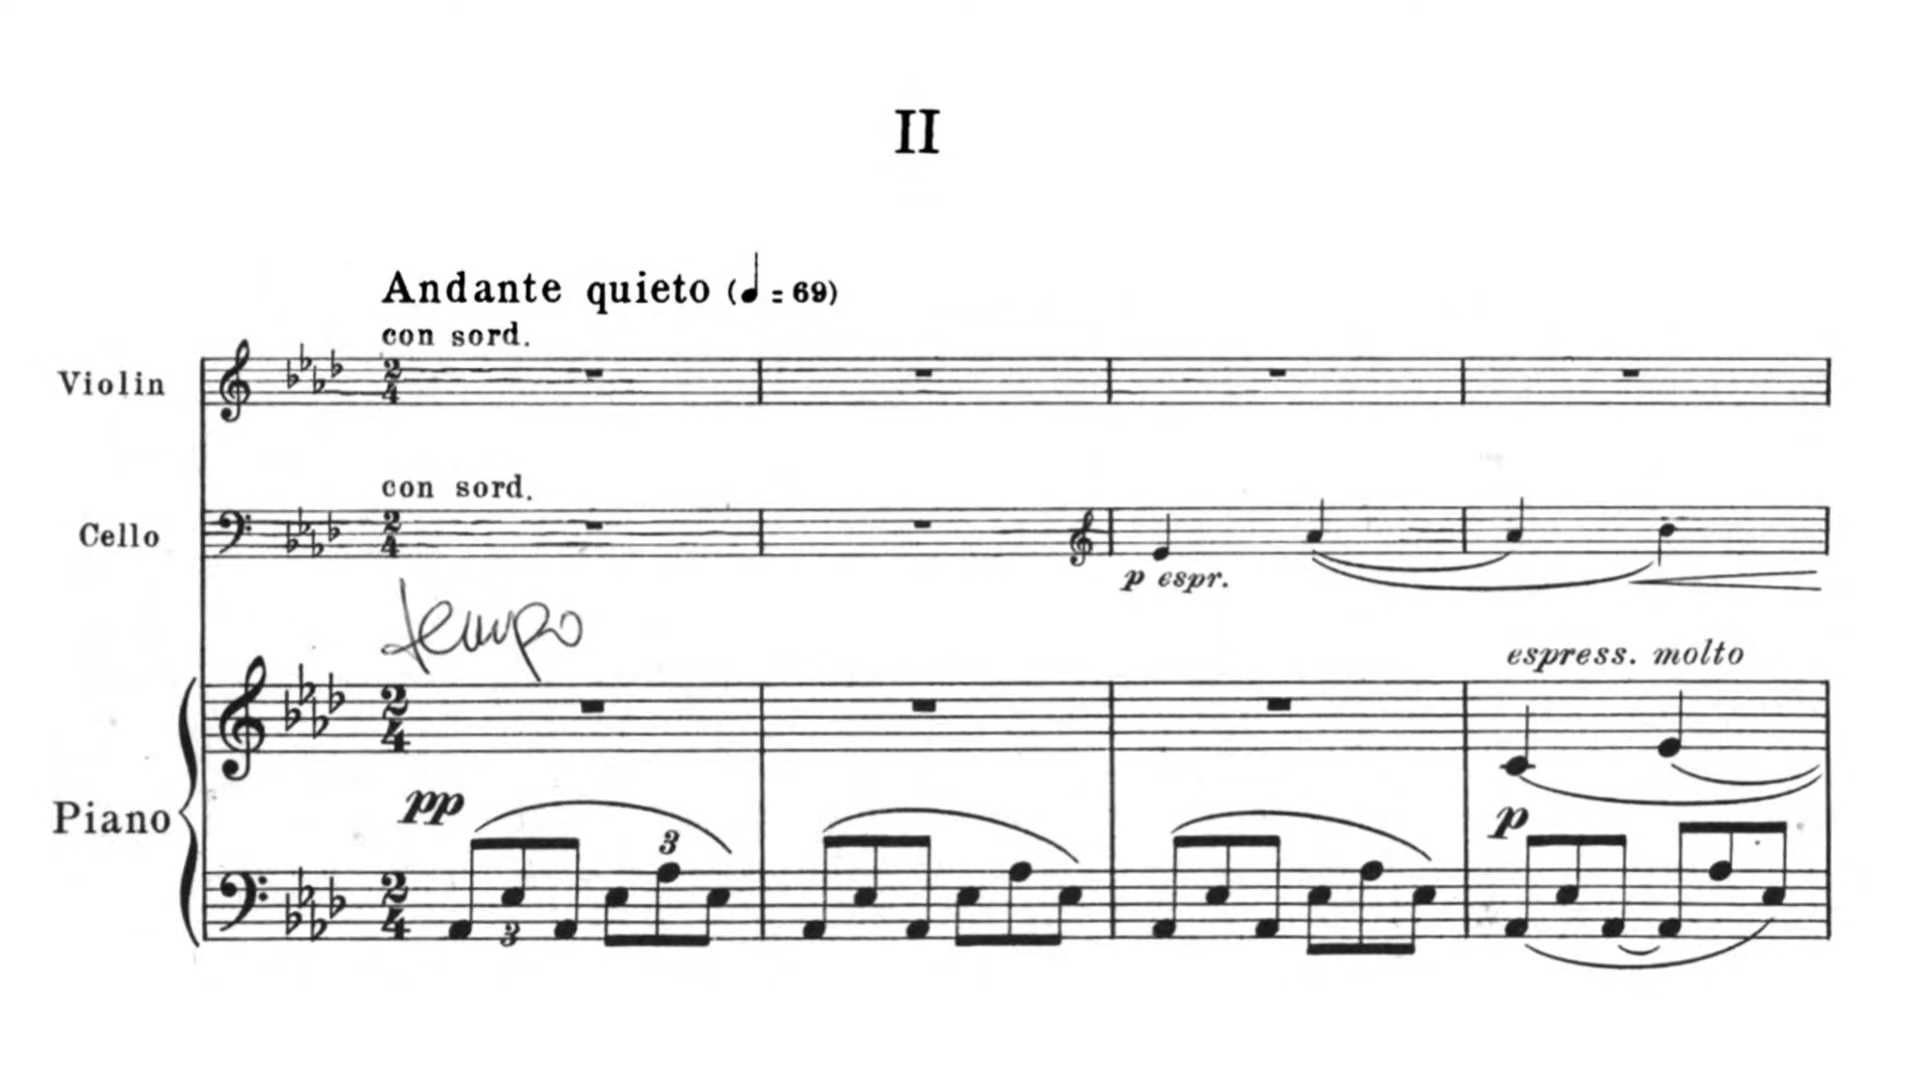 II
Andante quieto (♩ = 69)
con sord.
Violin
con sord.
Cello
p espr.
tempo
espress. molto
pp
p
Piano
3
3